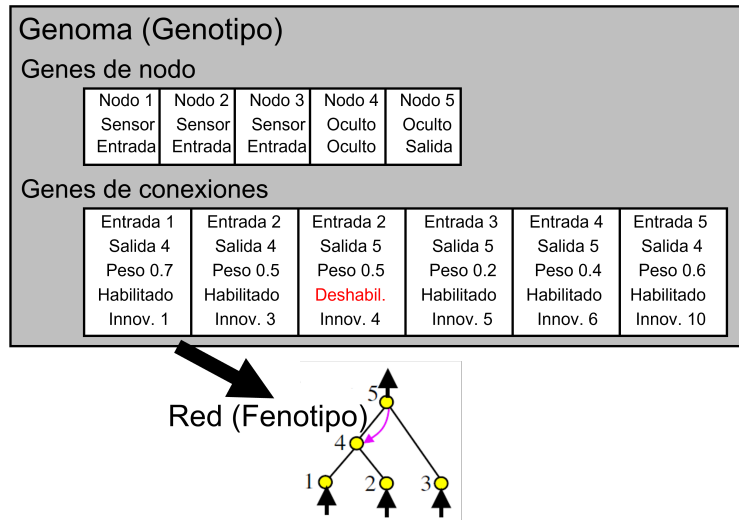 Genoma (Genotipo)
Genes de nodo
Nodo 1 Nodo 2 Nodo 3 Nodo 4 Nodo 5
Sensor Sensor Sensor Oculto Oculto
Entrada Entrada Entrada Oculto Salida
Genes de conexiones
Entrada 1 Entrada 2 Entrada 2 Entrada 3 Entrada 4 Entrada 5
Salida 4 Salida 4 Salida 5 Salida 5 Salida 5 Salida 4
Peso 0.7 Peso 0.5 Peso 0.5 Peso 0.2 Peso 0.4 Peso 0.6
Habilitado Habilitado Deshabil. Habilitado Habilitado Habilitado
Innov. 1 Innov. 3 Innov. 4 Innov. 5 Innov. 6 Innov. 10
5
Red (Fenotipo)
4
1 2 3